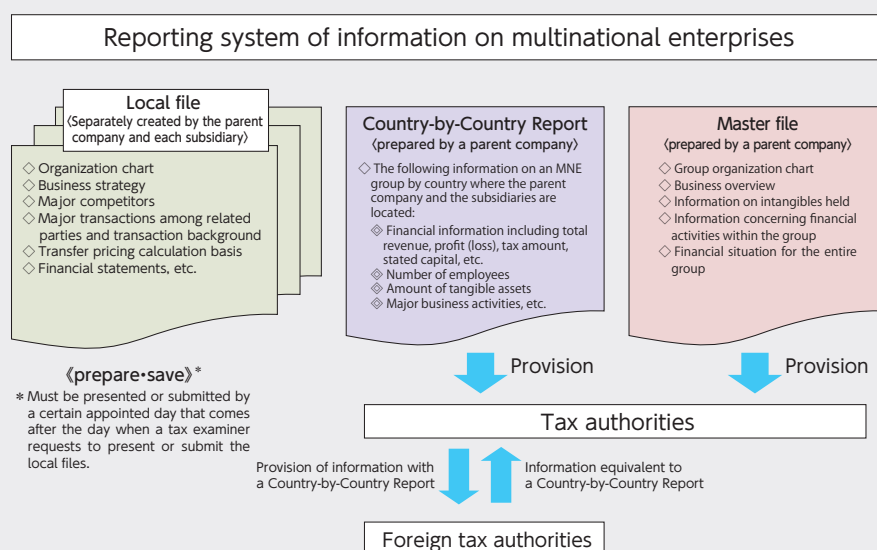 Reporting system of information on multinational enterprises
Local file
〈Separately created by the parent
company and each subsidiary〉
◇ Organization chart
◇ Business strategy
◇ Major competitors
◇ Major transactions among related
parties and transaction background
◇ Transfer pricing calculation basis
◇ Financial statements, etc.
《prepare•save》*
* Must be presented or submitted by
a certain appointed day that comes
after the day when a tax examiner
requests to present or submit the
local files.
Country-by-Country Report
〈prepared by a parent company〉
◇ The following information on an MNE
group by country where the parent
company and the subsidiaries are
located:
◈ Financial information including total
revenue, profit (loss), tax amount,
stated capital, etc.
◈ Number of employees
◈ Amount of tangible assets
◈ Major business activities, etc.
Master file
〈prepared by a parent company〉
◇ Group organization chart
◇ Business overview
◇ Information on intangibles held
◇ Information concerning financial
activities within the group
◇ Financial situation for the entire
group
Provision
Provision
Tax authorities
Provision of information with
a Country-by-Country Report
Information equivalent to
a Country-by-Country Report
Foreign tax authorities